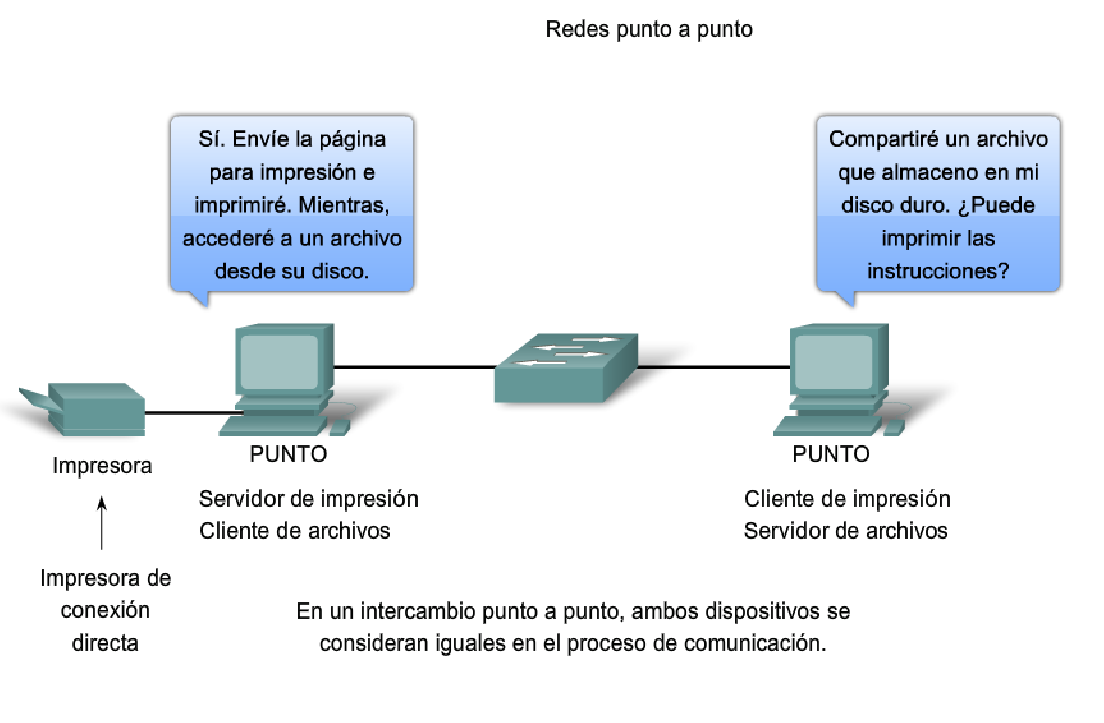 Redes punto a punto
Sí. Envíe la página
para impresión e
imprimiré. Mientras,
accederé a un archivo
desde su disco.
Compartiré un archivo
que almaceno en mi
disco duro. ¿Puede
imprimir las
instrucciones?
Impresora
PUNTO
PUNTO
Servidor de impresión
Cliente de archivos
Cliente de impresión
Servidor de archivos
Impresora de
conexión
directa
En un intercambio punto a punto, ambos dispositivos se
consideran iguales en el proceso de comunicación.